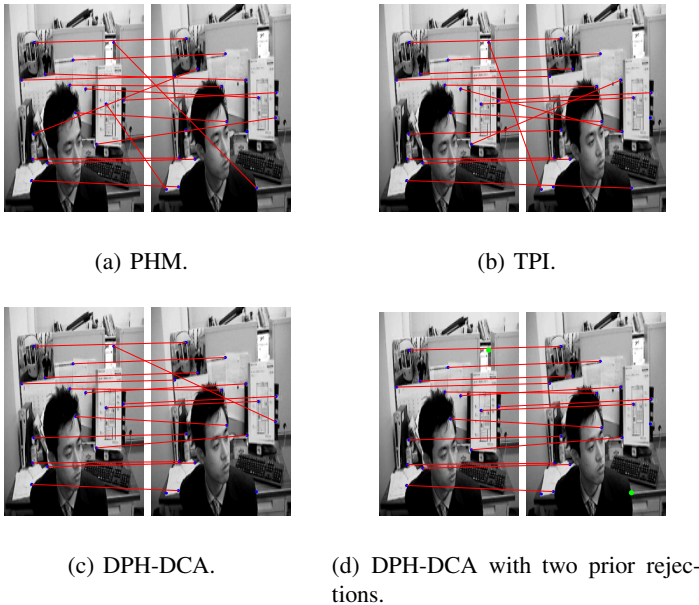 (a) PHM.
(b) TPI.
(c) DPH-DCA.
(d) DPH-DCA with two prior rejec-
tions.